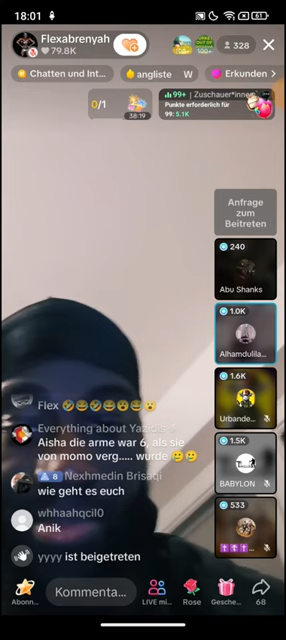 18:01
61
Flexabrenyah
79.8K
100+
328
Chatten und Int...
angliste W
Erkunden >
0/1
38:19
99+ | Zuschauer*innen
Punkte erforderlich für
99: 5.1K
Anfrage
zum
Beitreten
240
Abu Shanks
1.0K
Alhamdulila...
1.6K
Urbande...
1.5K
BABYLON
533
Flex 🤣😂🤣😂😮😂😮
Everything about Yazidis
Aisha die arme war 6, als sie
von momo verg..... wurde 🥲🥲
8 Nexhmedin Brisaqi
wie geht es euch
whhaahqcil0
Anik
yyyy ist beigetreten
Abonn...
Kommenta...
LIVE mi...
Rose
Gesche...
68